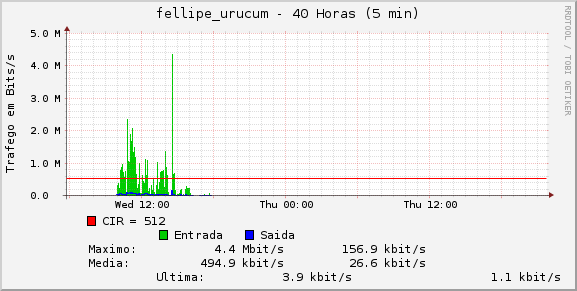 fellipe_urucum - 40 Horas (5 min)
RRDTOOL / TOBI OETIKER
Trafego em Bits/s
5.0 M
4.0 M
3.0 M
2.0 M
1.0 M
0.0
Wed 12:00 Thu 00:00 Thu 12:00
CIR = 512
Entrada Saida
Maximo: 4.4 Mbit/s 156.9 kbit/s
Media: 494.9 kbit/s 26.6 kbit/s
Ultima: 3.9 kbit/s 1.1 kbit/s